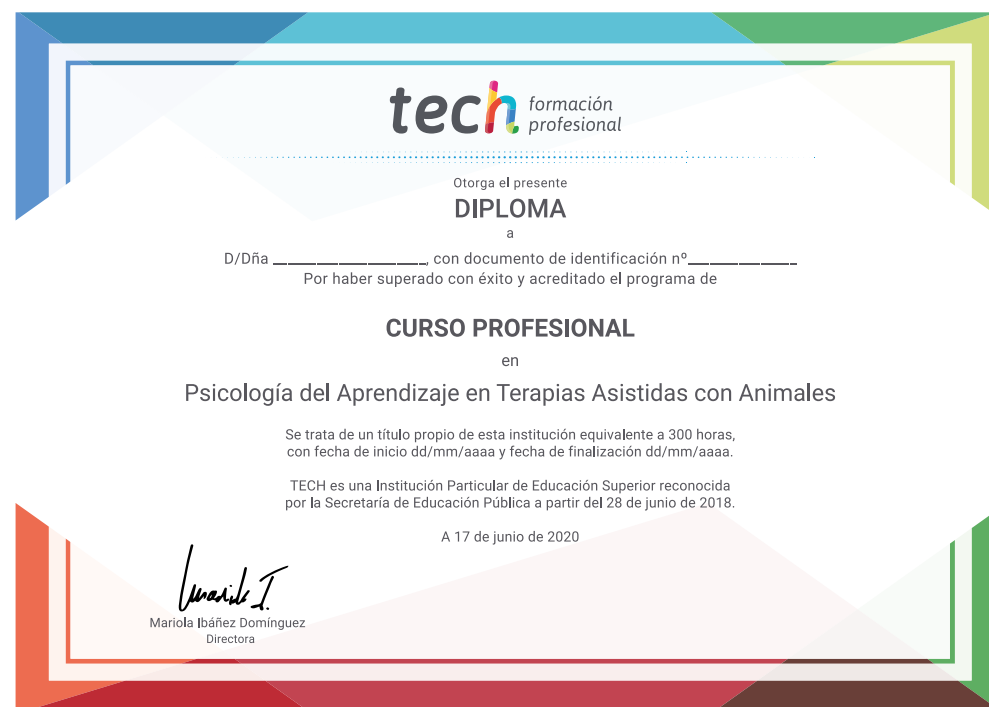 tech formación
profesional
Otorga el presente
DIPLOMA
a
D/Dña ____________________, con documento de identificación nº______________
Por haber superado con éxito y acreditado el programa de
CURSO PROFESIONAL
en
Psicología del Aprendizaje en Terapias Asistidas con Animales
Se trata de un título propio de esta institución equivalente a 300 horas,
con fecha de inicio dd/mm/aaaa y fecha de finalización dd/mm/aaaa.
TECH es una Institución Particular de Educación Superior reconocida
por la Secretaría de Educación Pública a partir del 28 de junio de 2018.
A 17 de junio de 2020
Mariola Ibáñez Domínguez
Directora